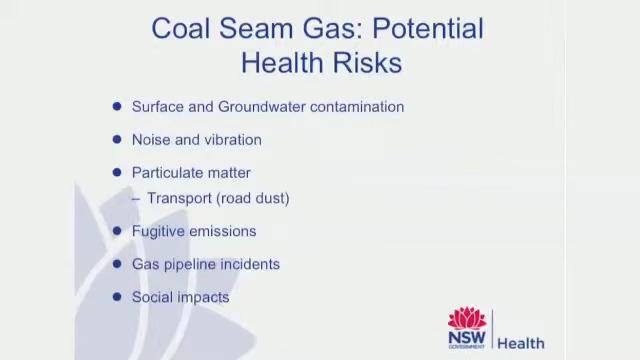 Coal Seam Gas: Potential
Health Risks
● Surface and Groundwater contamination
● Noise and vibration
● Particulate matter
– Transport (road dust)
● Fugitive emissions
● Gas pipeline incidents
● Social impacts
NSW
GOVERNMENT
Health